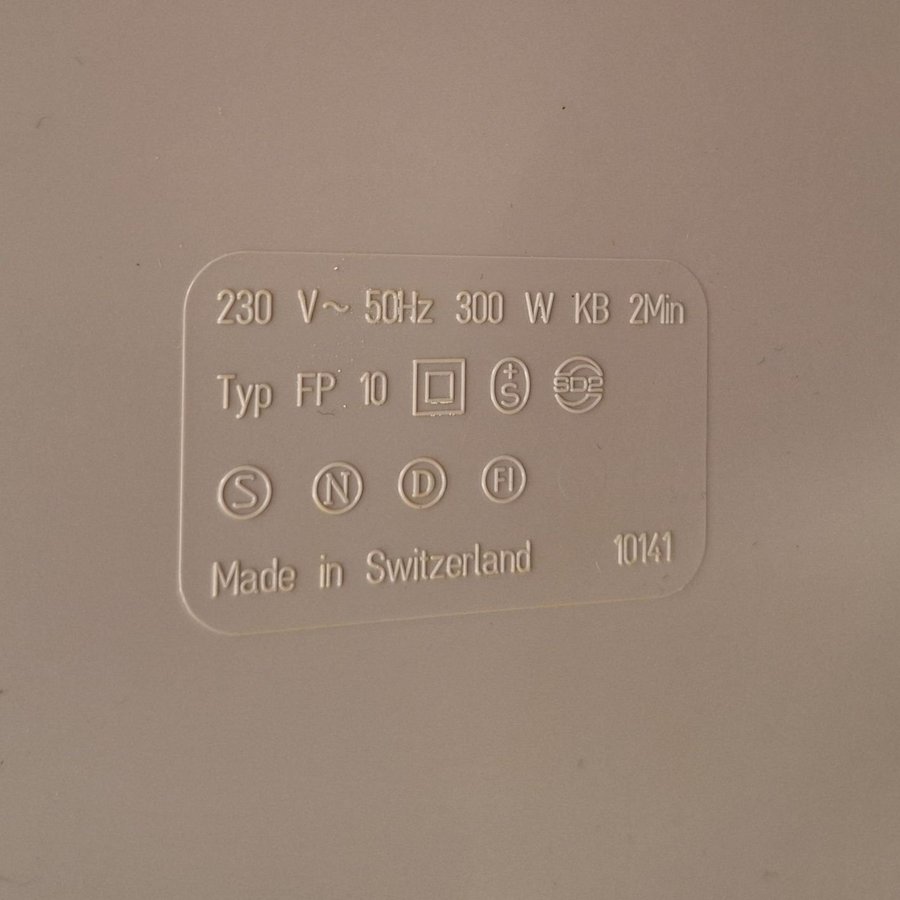 230 V~ 50Hz 300 W KB 2Min
Typ FP 10 +S SD2
S N D FI
Made in Switzerland 10141